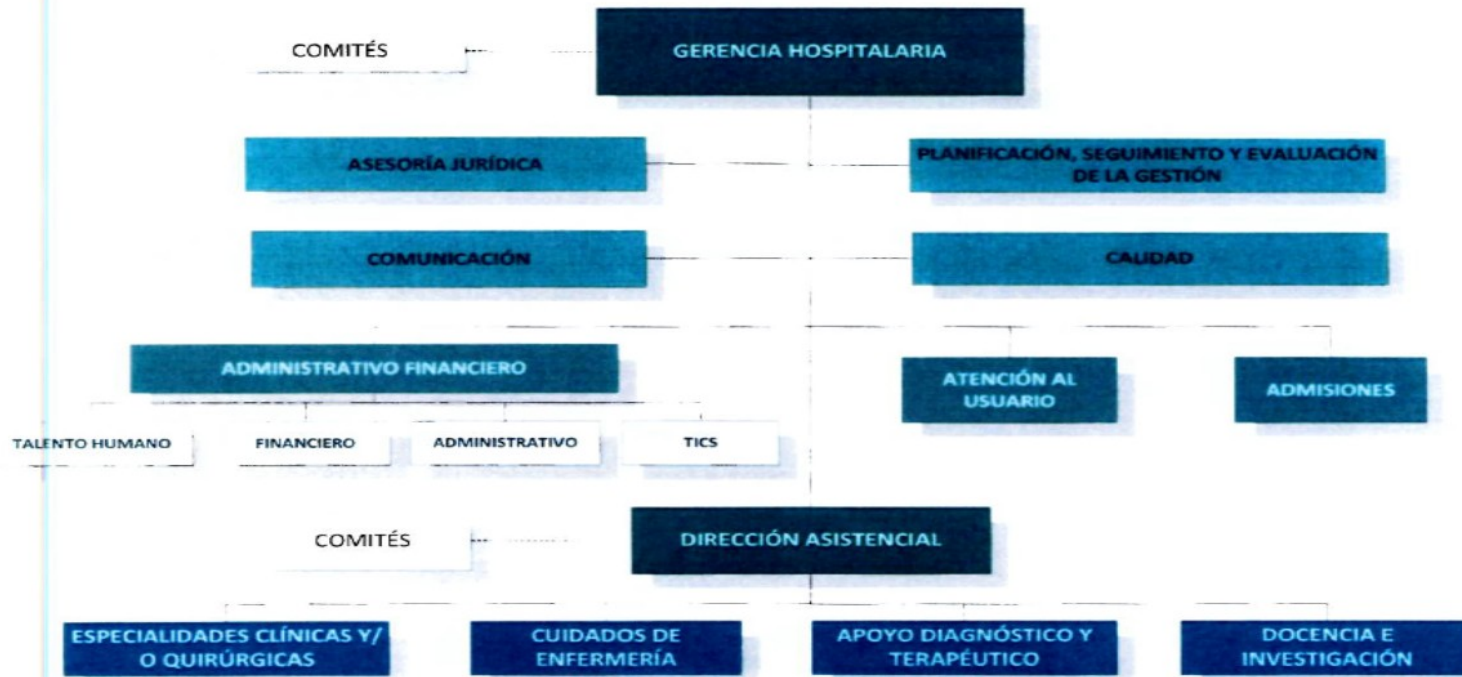 COMITÉS
GERENCIA HOSPITALARIA
ASESORÍA JURÍDICA
PLANIFICACIÓN, SEGUIMIENTO Y EVALUACIÓN
DE LA GESTIÓN
COMUNICACIÓN
CALIDAD
ADMINISTRATIVO FINANCIERO
ATENCIÓN AL
USUARIO
ADMISIONES
TALENTO HUMANO
FINANCIERO
ADMINISTRATIVO
TICS
COMITÉS
DIRECCIÓN ASISTENCIAL
ESPECIALIDADES CLÍNICAS Y/
O QUIRÚRGICAS
CUIDADOS DE
ENFERMERÍA
APOYO DIAGNÓSTICO Y
TERAPÉUTICO
DOCENCIA E
INVESTIGACIÓN